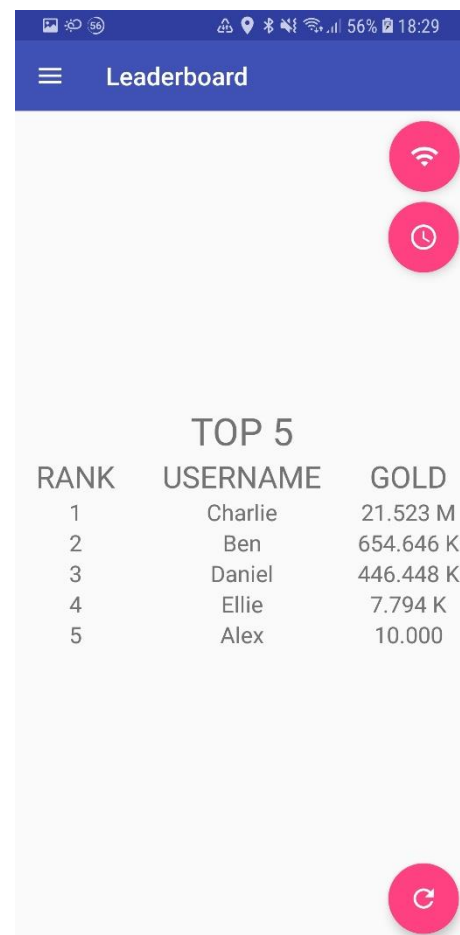 56 56% 18:29
Leaderboard
TOP 5
RANK USERNAME GOLD
1 Charlie 21.523 M
2 Ben 654.646 K
3 Daniel 446.448 K
4 Ellie 7.794 K
5 Alex 10.000